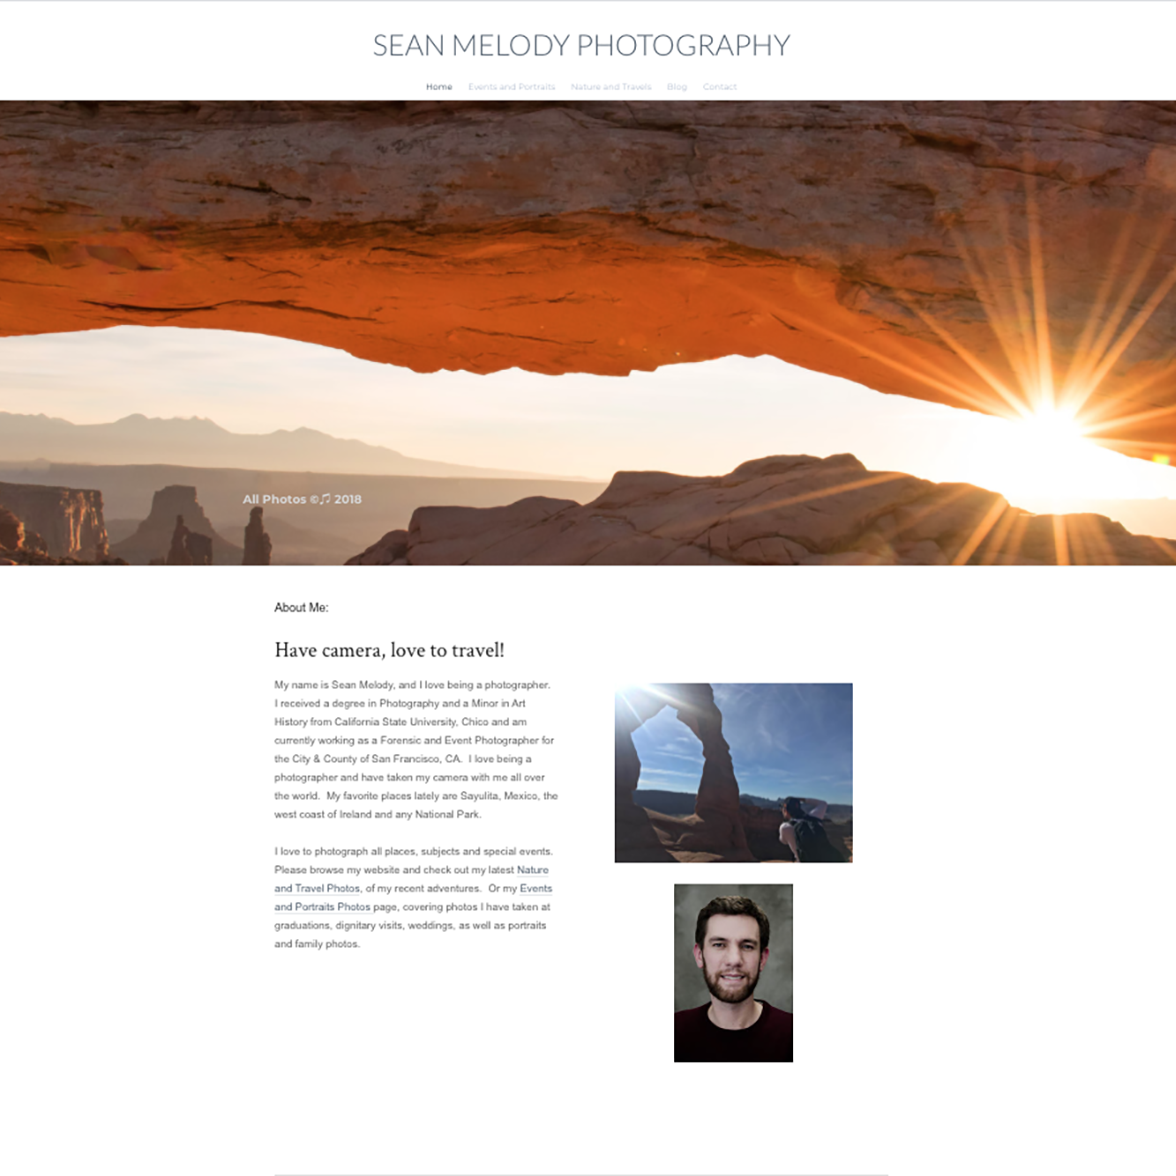 SEAN MELODY PHOTOGRAPHY
Home Events and Portraits Nature and Travels Blog Contact
All Photos ©🎵 2018
About Me:
Have camera, love to travel!
My name is Sean Melody, and I love being a photographer.
I received a degree in Photography and a Minor in Art
History from California State University, Chico and am
currently working as a Forensic and Event Photographer for
the City & County of San Francisco, CA.  I love being a
photographer and have taken my camera with me all over
the world.  My favorite places lately are Sayulita, Mexico, the
west coast of Ireland and any National Park.
I love to photograph all places, subjects and special events.
Please browse my website and check out my latest Nature
and Travel Photos, of my recent adventures.  Or my Events
and Portraits Photos page, covering photos I have taken at
graduations, dignitary visits, weddings, as well as portraits
and family photos.